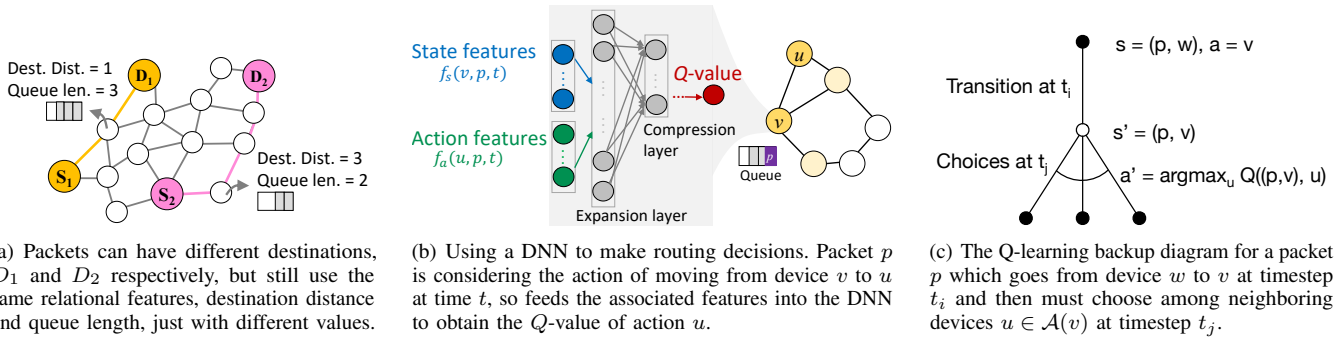 Dest. Dist. = 1
Queue len. = 3
D1
D2
S1
S2
Dest. Dist. = 3
Queue len. = 2
State features
fs(v, p, t)
Action features
fa(u, p, t)
Q-value
Compression
layer
Expansion layer
u
v
p
Queue
s = (p, w), a = v
Transition at ti
s' = (p, v)
Choices at tj
a' = argmaxu Q((p,v), u)
a) Packets can have different destinations,
D1 and D2 respectively, but still use the
ame relational features, destination distance
nd queue length, just with different values.
(b) Using a DNN to make routing decisions. Packet p
is considering the action of moving from device v to u
at time t, so feeds the associated features into the DNN
to obtain the Q-value of action u.
(c) The Q-learning backup diagram for a packet
p which goes from device w to v at timestep
ti and then must choose among neighboring
devices u ∈ A(v) at timestep tj.